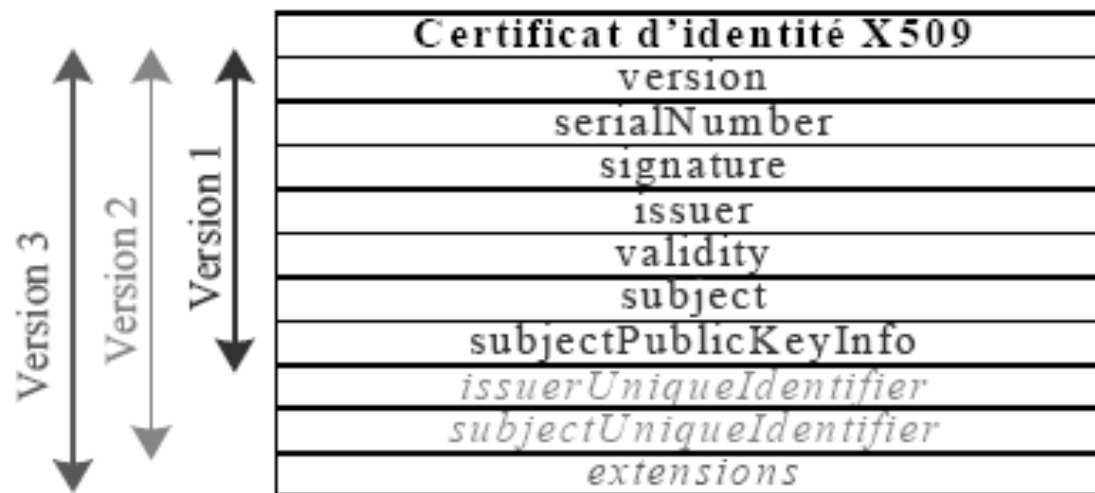 Certificat d'identité X509
version
serialNumber
signature
issuer
validity
subject
subjectPublicKeyInfo
issuerUniqueIdentifier
subjectUniqueIdentifier
extensions
Version 3
Version 2
Version 1